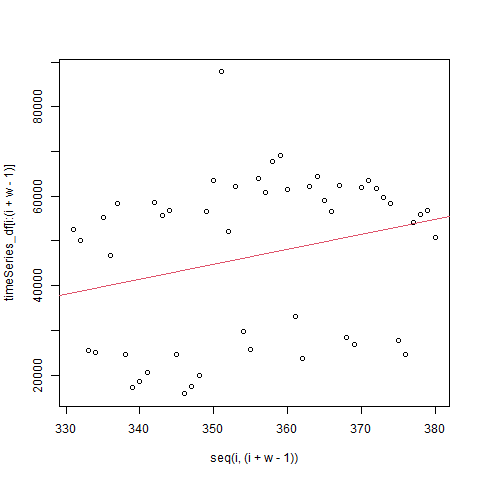 80000
60000
40000
20000
timeSeries_df[i:(i + w - 1)]
330 340 350 360 370 380
seq(i, (i + w - 1))